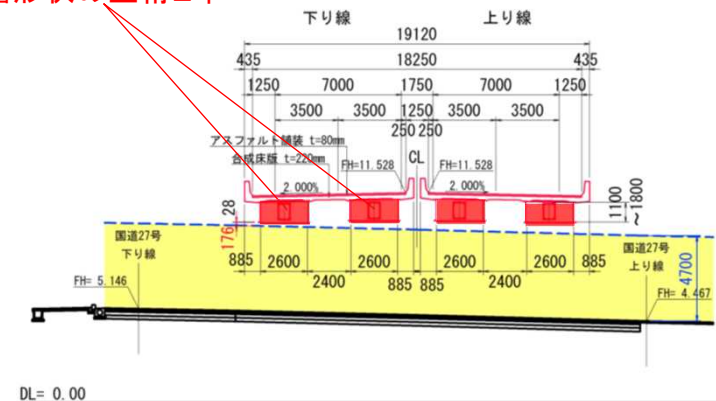 下り線 上り線
19120
435 18250 435
1250 7000 1750 7000 1250
3500 3500 1250 3500 3500
250 250
アスファルト舗装 t=80mm
合成床版 t=220mm
CL
FH=11.528 FH=11.528
2.000% 2.000%
1100
~1800
28
176
国道27号
下り線
国道27号
上り線
885 2600 2600 2600 2600 885
2400 885 885 2400
4700
FH= 5.146
FH= 4.467
DL= 0.00